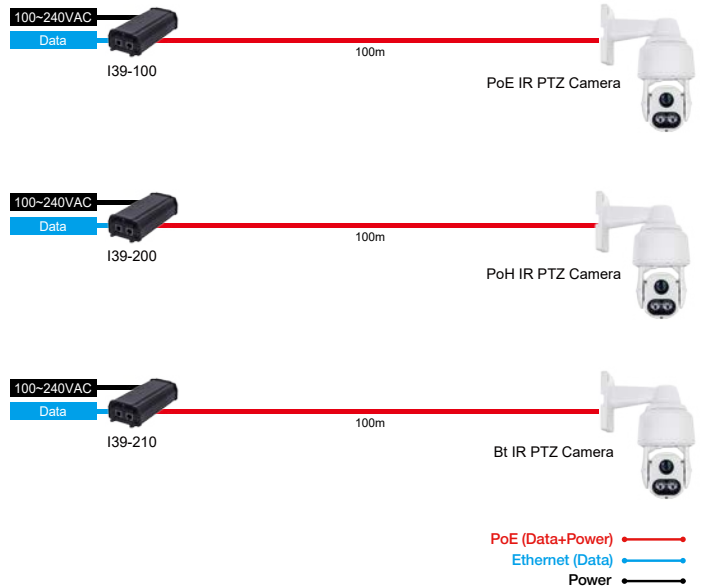 100~240VAC
Data
I39-100
100m
PoE IR PTZ Camera
100~240VAC
Data
I39-200
100m
PoH IR PTZ Camera
100~240VAC
Data
I39-210
100m
Bt IR PTZ Camera
PoE (Data+Power)
Ethernet (Data)
Power